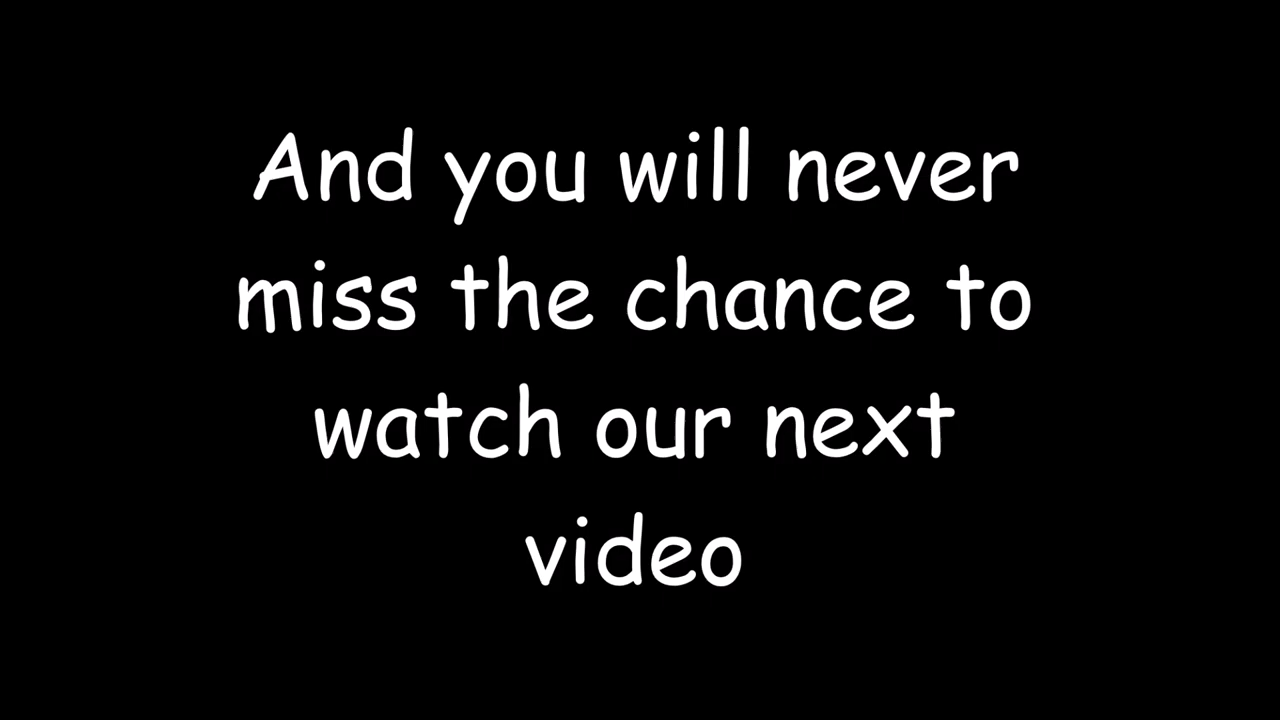 And you will never
miss the chance to
watch our next
video